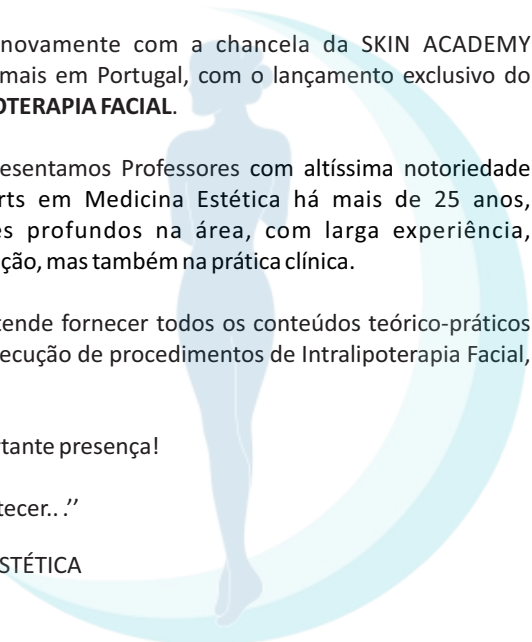 novamente com a chancela da SKIN ACADEMY
mais em Portugal, com o lançamento exclusivo do
OTERAPIA FACIAL.
esentamos Professores com altíssima notoriedade
rts em Medicina Estética há mais de 25 anos,
es profundos na área, com larga experiência,
ção, mas também na prática clínica.
tende fornecer todos os conteúdos teórico-práticos
ecução de procedimentos de Intralipoterapia Facial,
rtante presença!
tecer.. .’’
STÉTICA